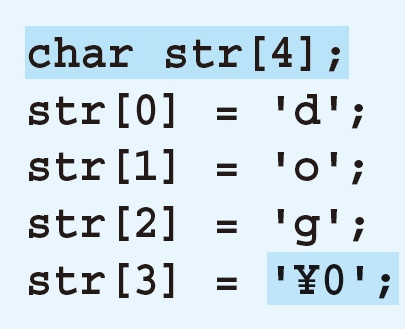 char str[4];
str[0] = 'd';
str[1] = 'o';
str[2] = 'g';
str[3] = '¥0';